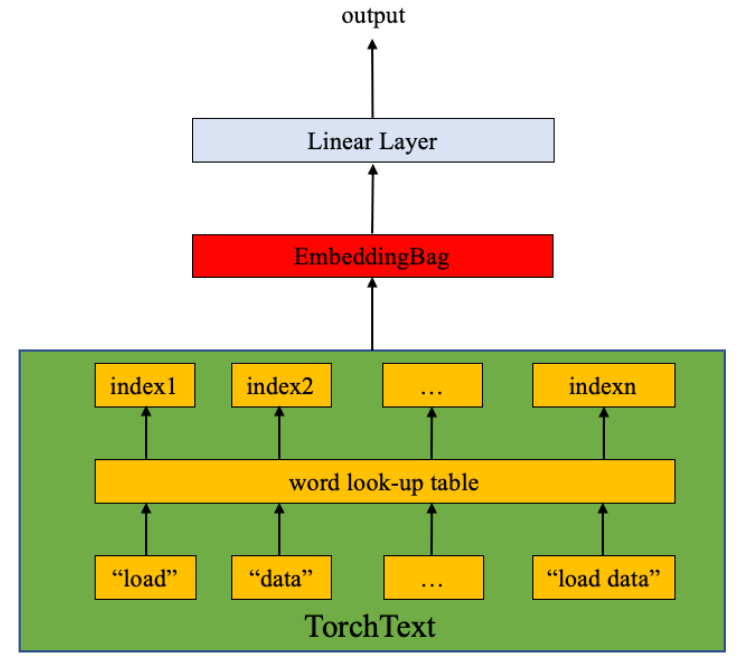 output
Linear Layer
EmbeddingBag
index1 index2 … indexn
word look-up table
“load” “data” … “load data”
TorchText